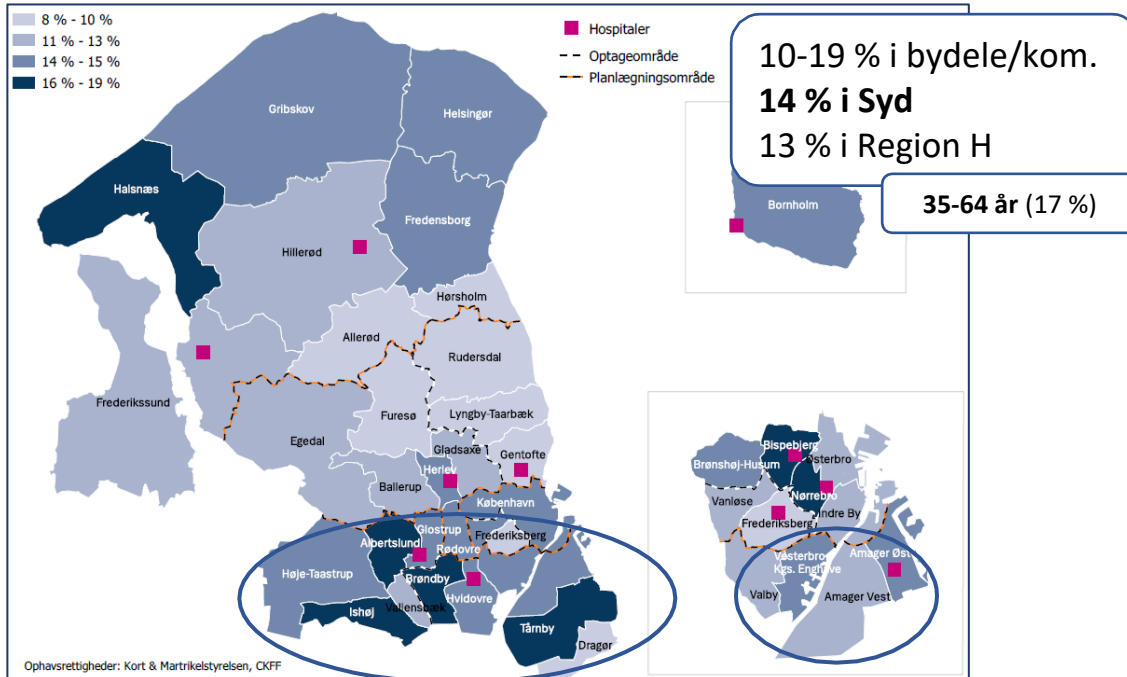 8 % - 10 %
11 % - 13 %
14 % - 15 %
16 % - 19 %
Hospitaler
Optageområde
Planlægningsområde
10-19 % i bydele/kom.
14 % i Syd
13 % i Region H
35-64 år (17 %)
Gribskov
Helsingør
Halsnæs
Fredensborg
Hillerød
Bornholm
Hørsholm
Allerød
Rudersdal
Frederikssund
Furesø
Lyngby-Taarbæk
Egedal
Gladsaxe
Gentofte
Herlev
Ballerup
København
Glostrup
Albertslund
Frederiksberg
Rødovre
Høje-Taastrup
Brøndby
Hvidovre
Vallensbæk
Ishøj
Tårnby
Dragør
Bispebjerg
Østerbro
Brønshøj-Husum
Vanløse
Nørrebro
Indre By
Frederiksberg
Vesterbro
Kgs. Enghave
Amager Øst
Valby
Amager Vest
Ophavsrettigheder: Kort & Martrikelstyrelsen, CKFF